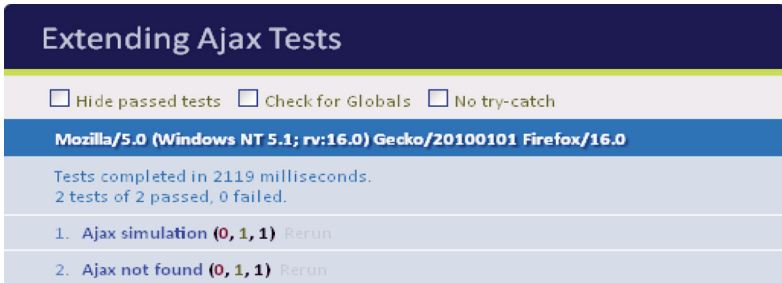 Extending Ajax Tests
Hide passed tests Check for Globals No try-catch
Mozilla/5.0 (Windows NT 5.1; rv:16.0) Gecko/20100101 Firefox/16.0
Tests completed in 2119 milliseconds.
2 tests of 2 passed, 0 failed.
1. Ajax simulation (0, 1, 1) Rerun
2. Ajax not found (0, 1, 1) Rerun